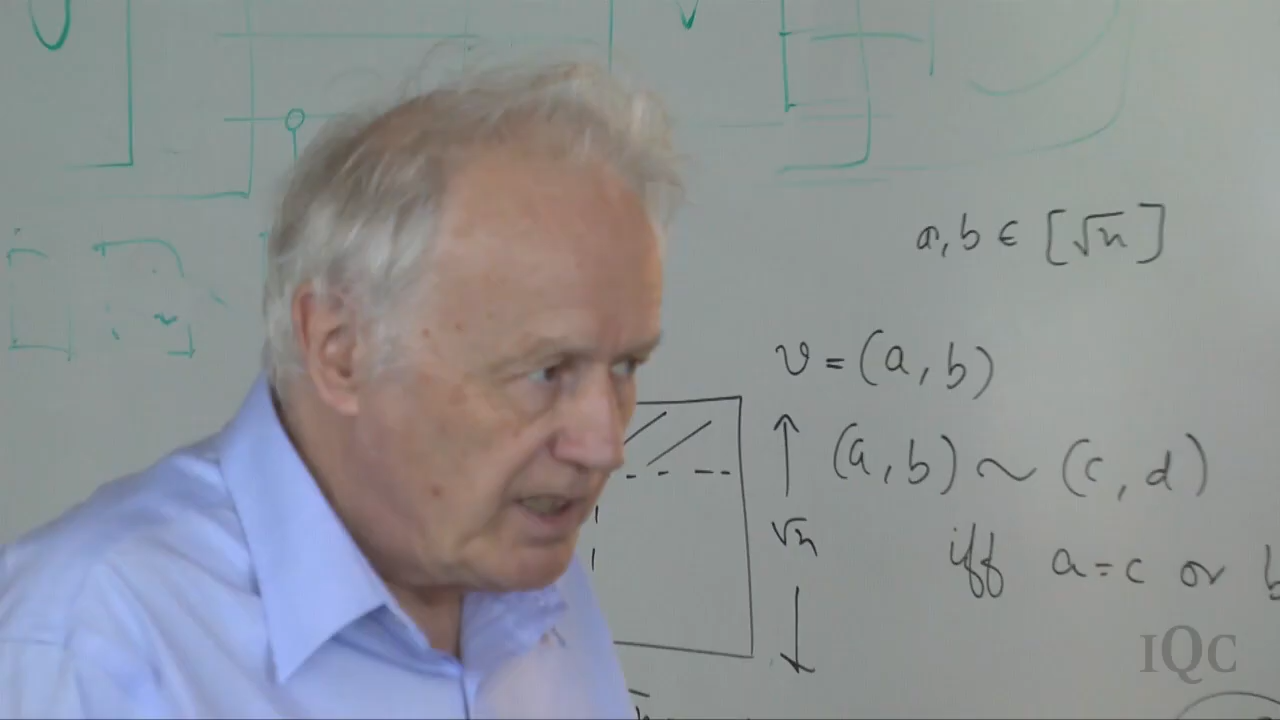 a, b ∈ [√n]
v = (a, b)
(a, b) ~ (c, d)
√n
iff a = c or b
IQC